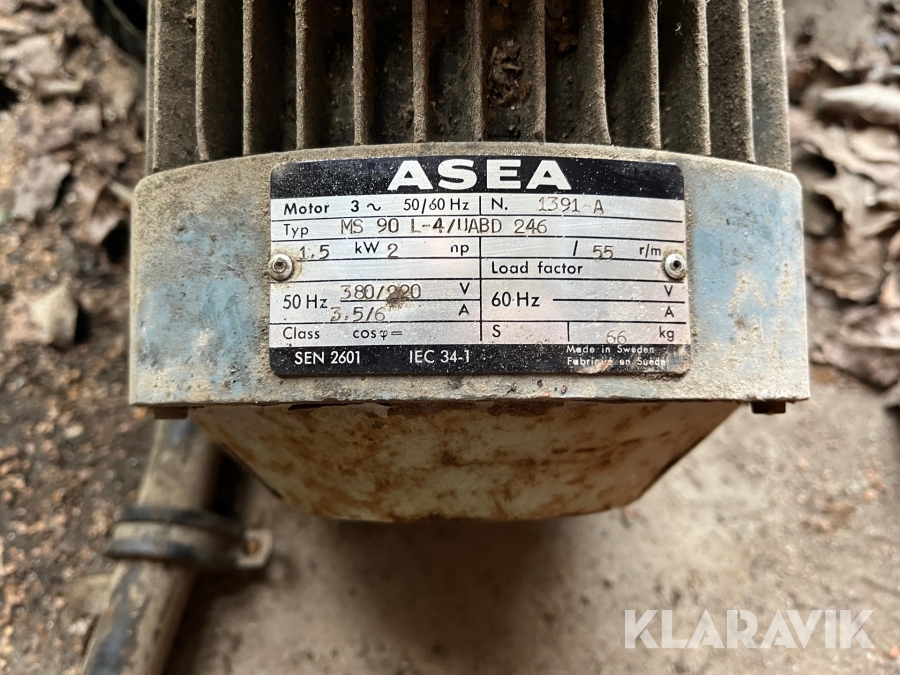 ASEA
Motor 3 ~ 50/60 Hz N. 1391-A
Typ MS 90 L-4/UABD 246
1,5 kW 2 hp / 55 r/m
Load factor
50 Hz 380/220 V 60 Hz V
3,5/6 A A
Class cosφ= S 66 kg
SEN 2601 IEC 34-1 Made in Sweden
Fabriqué en Suède
KLARAVIK